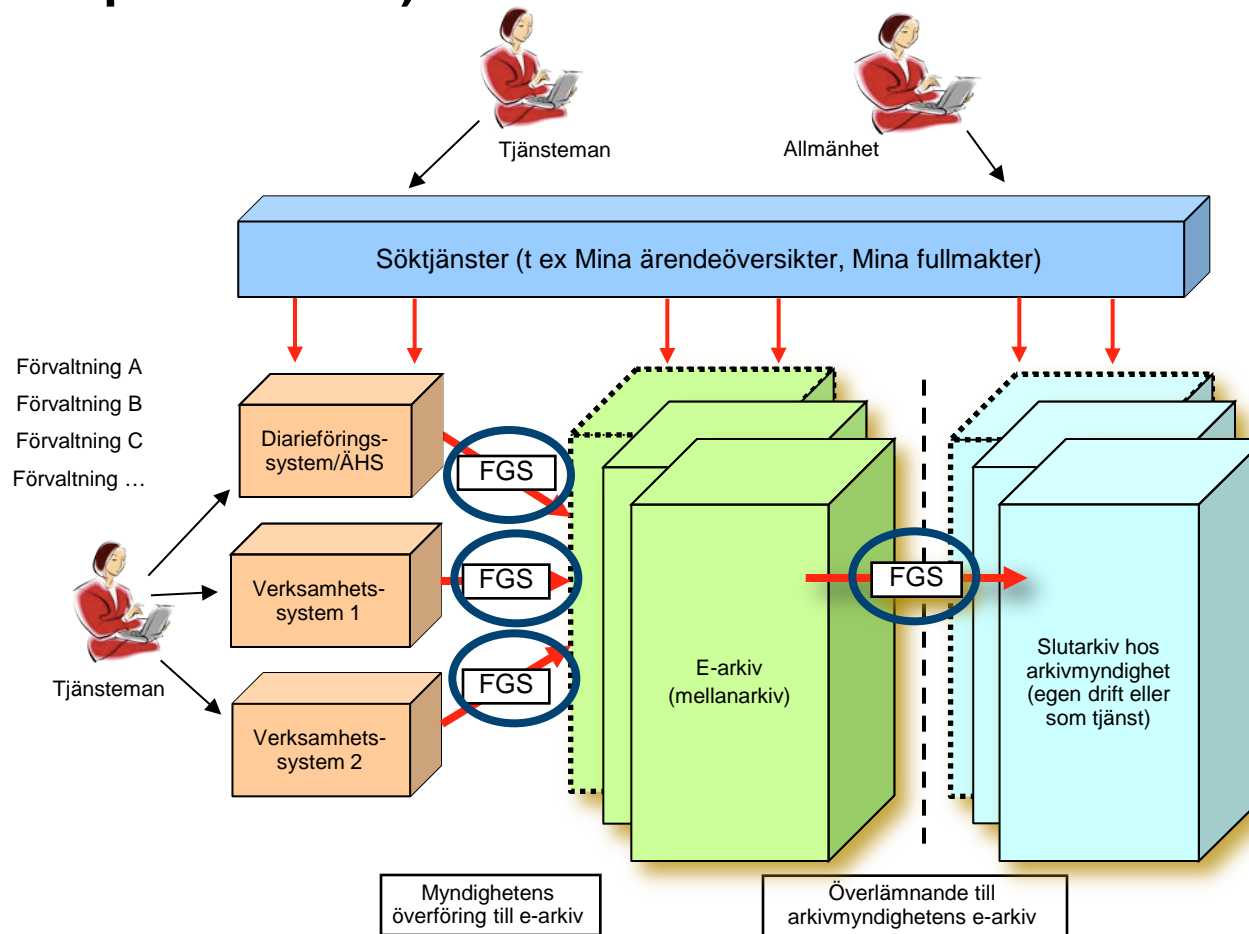 Tjänsteman
Allmänhet
Söktjänster (t ex Mina ärendeöversikter, Mina fullmakter)
Förvaltning A
Förvaltning B
Förvaltning C
Förvaltning …
Diarieförings-
system/ÄHS
FGS
Verksamhets-
system 1
FGS
Verksamhets-
system 2
FGS
Tjänsteman
E-arkiv
(mellanarkiv)
FGS
Slutarkiv hos
arkivmyndighet
(egen drift eller
som tjänst)
Myndighetens
överföring till e-arkiv
Överlämnande till
arkivmyndighetens e-arkiv